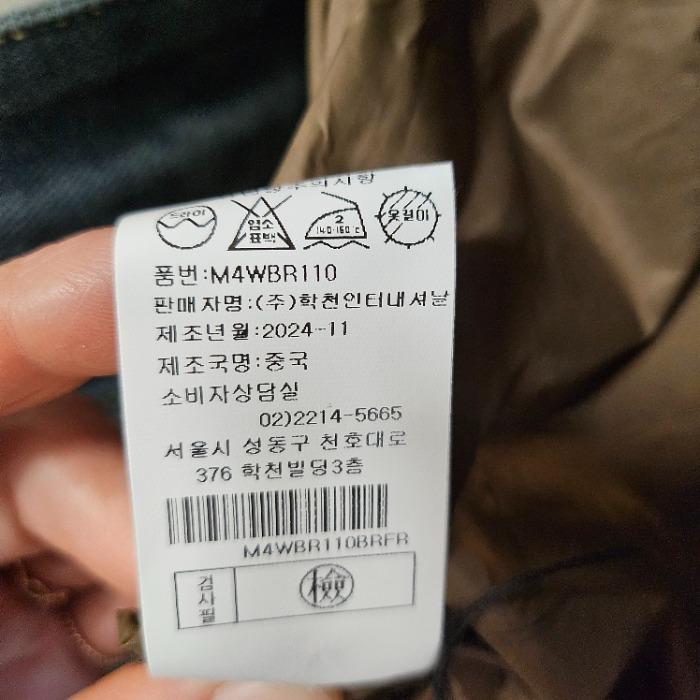 드라이
염소
표백
2
140-160℃
옷걸이
품번:M4WBR110
판매자명:(주)학천인터내셔날
제조년월:2024-11
제조국명:중국
소비자상담실
02)2214-5665
서울시 성동구 천호대로
376 학천빌딩3층
M4WBR110BRFR
검사필
檢